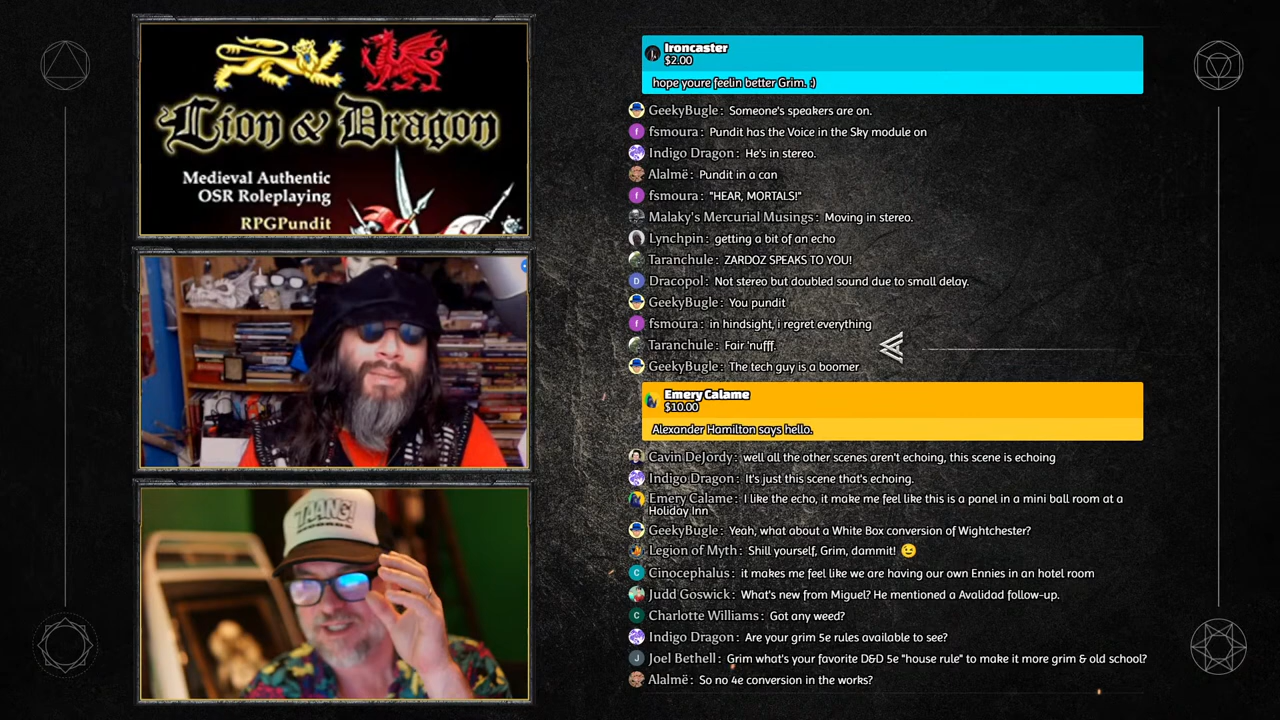 Lion & Dragon
Medieval Authentic
OSR Roleplaying
RPGPundit
TAANG!
Ironcaster
$2.00
hope youre feelin better Grim. :)
GeekyBugle: Someone's speakers are on.
fsmoura: Pundit has the Voice in the Sky module on
Indigo Dragon: He's in stereo.
Alalmë: Pundit in a can
fsmoura: "HEAR, MORTALS!"
Malaky's Mercurial Musings: Moving in stereo.
Lynchpin: getting a bit of an echo
Taranchule: ZARDOZ SPEAKS TO YOU!
D Dracopol: Not stereo but doubled sound due to small delay.
GeekyBugle: You pundit
fsmoura: in hindsight, i regret everything
Taranchule: Fair 'nufff.
GeekyBugle: The tech guy is a boomer
Emery Calame
$10.00
Alexander Hamilton says hello.
Cavin DeJordy: well all the other scenes aren't echoing, this scene is echoing
Indigo Dragon: It's just this scene that's echoing.
Emery Calame: I like the echo, it make me feel like this is a panel in a mini ball room at a
Holiday Inn
GeekyBugle: Yeah, what about a White Box conversion of Wightchester?
Legion of Myth: Shill yourself, Grim, dammit! 😉
C Cinocephalus: it makes me feel like we are having our own Ennies in an hotel room
Judd Goswick: What's new from Miguel? He mentioned a Avalidad follow-up.
C Charlotte Williams: Got any weed?
Indigo Dragon: Are your grim 5e rules available to see?
J Joel Bethell: Grim what's your favorite D&D 5e "house rule" to make it more grim & old school?
Alalmë: So no 4e conversion in the works?